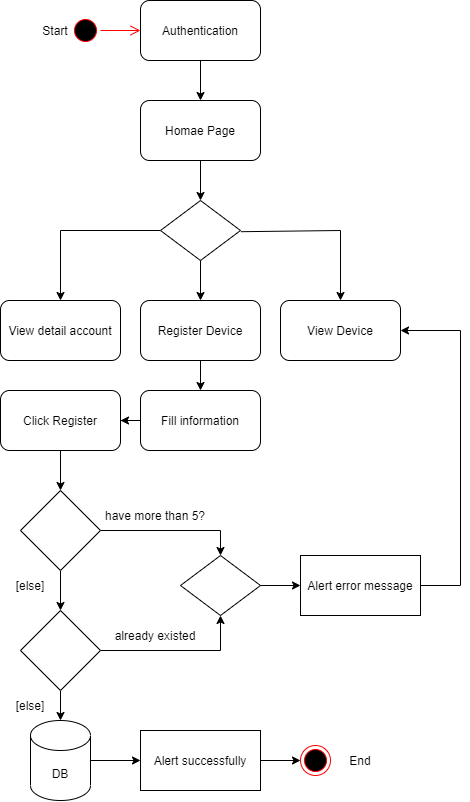 Start
Authentication
Homae Page
View detail account
Register Device
View Device
Click Register
Fill information
have more than 5?
[else]
Alert error message
already existed
[else]
DB
Alert successfully
End